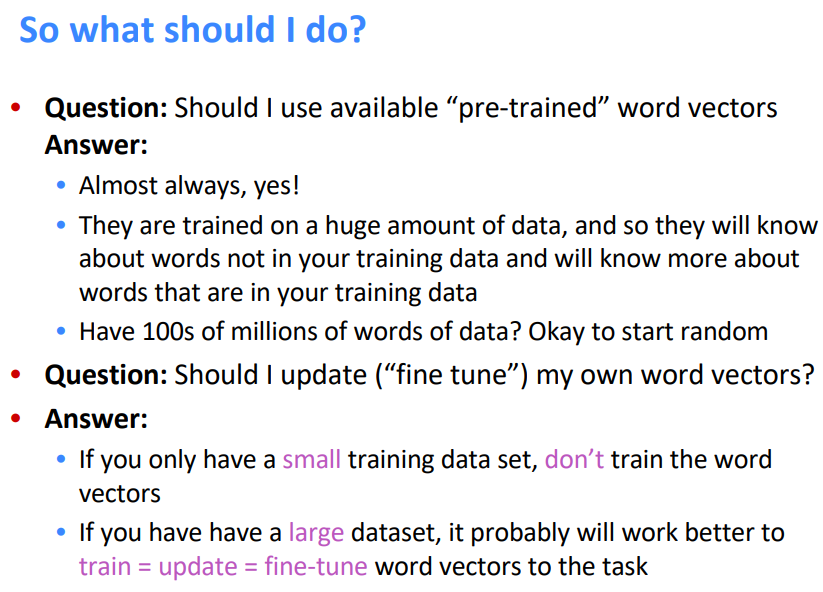 So what should I do?
• Question: Should I use available “pre-trained” word vectors
Answer:
• Almost always, yes!
• They are trained on a huge amount of data, and so they will know
about words not in your training data and will know more about
words that are in your training data
• Have 100s of millions of words of data? Okay to start random
• Question: Should I update (“fine tune”) my own word vectors?
• Answer:
• If you only have a small training data set, don’t train the word
vectors
• If you have have a large dataset, it probably will work better to
train = update = fine-tune word vectors to the task